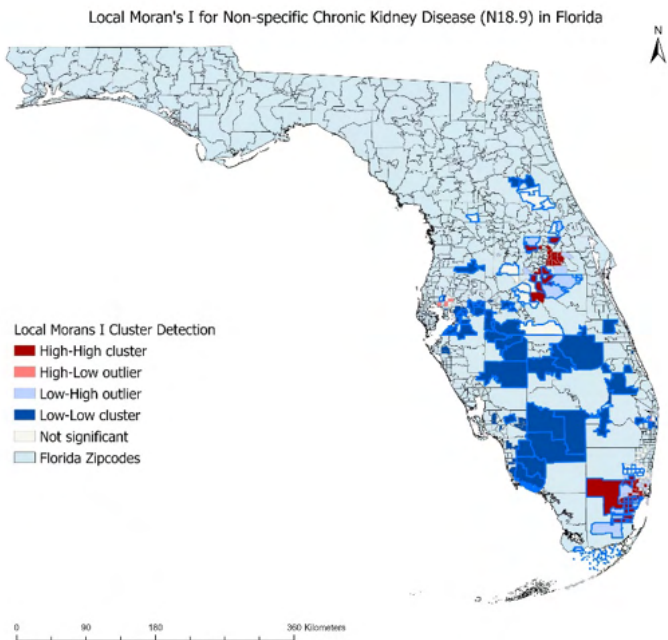 Local Moran's I for Non-specific Chronic Kidney Disease (N18.9) in Florida
N
Local Morans I Cluster Detection
High-High cluster
High-Low outlier
Low-High outlier
Low-Low cluster
Not significant
Florida Zipcodes
0 90 180 360 Kilometers